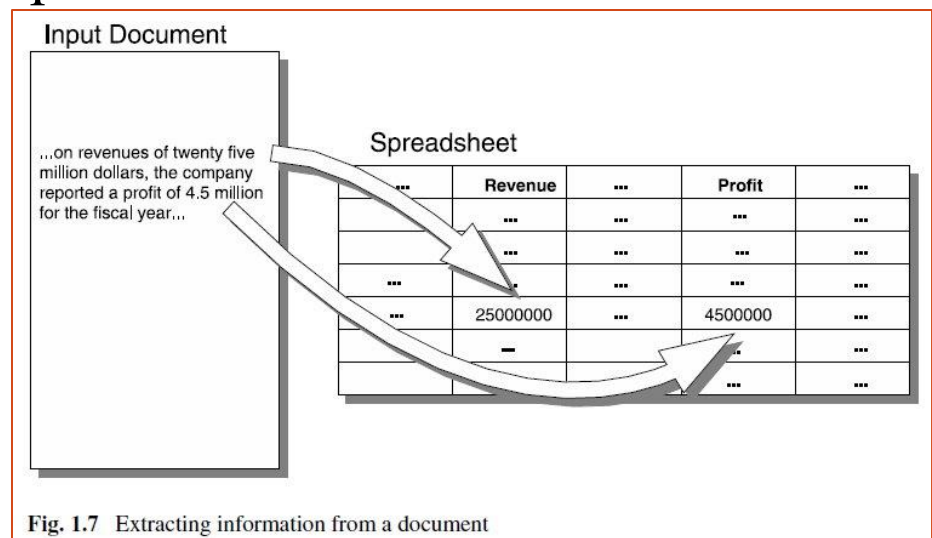 Input Document
...on revenues of twenty five
million dollars, the company
reported a profit of 4.5 million
for the fiscal year...
Spreadsheet
... Revenue ... Profit ...
... ... ... ...
... ... ... ...
... ... ... ...
... 25000000 ... 4500000 ...
– ...
... ...
Fig. 1.7 Extracting information from a document